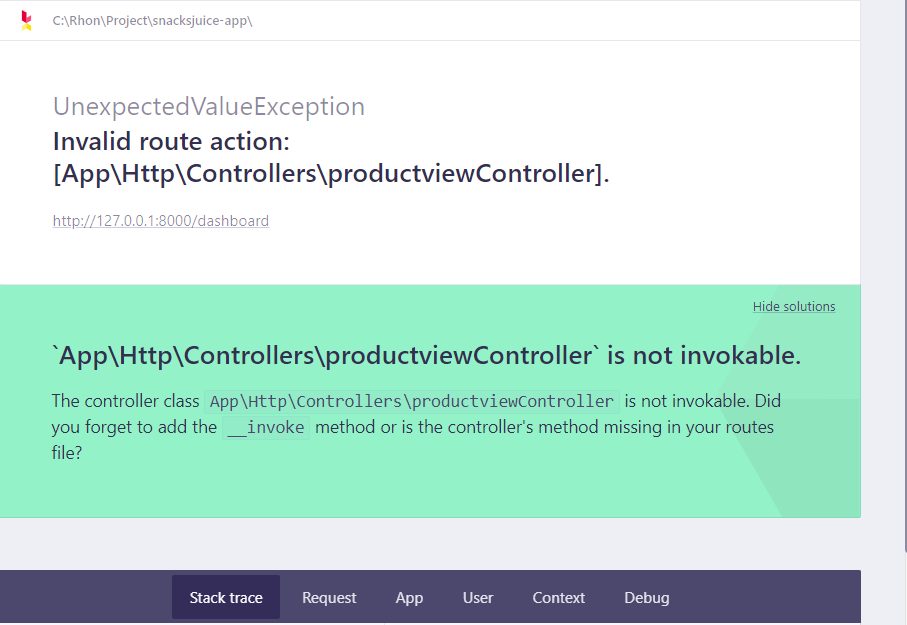 C:\Rhon\Project\snacksjuice-app\
UnexpectedValueException
Invalid route action:
[App\Http\Controllers\productviewController].
http://127.0.0.1:8000/dashboard
Hide solutions
`App\Http\Controllers\productviewController` is not invokable.
The controller class App\Http\Controllers\productviewController is not invokable. Did
you forget to add the __invoke method or is the controller's method missing in your routes
file?
Stack trace Request App User Context Debug